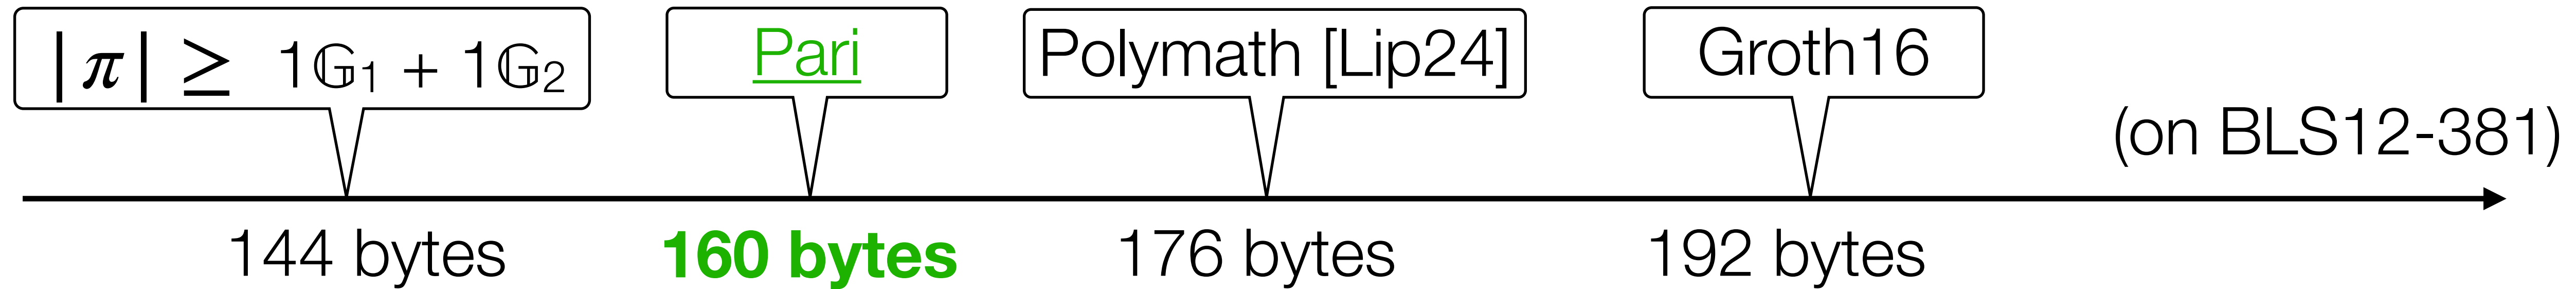 |π| ≥ 1𝔾₁ + 1𝔾₂
Pari
Polymath [Lip24]
Groth16
(on BLS12-381)
144 bytes
160 bytes
176 bytes
192 bytes